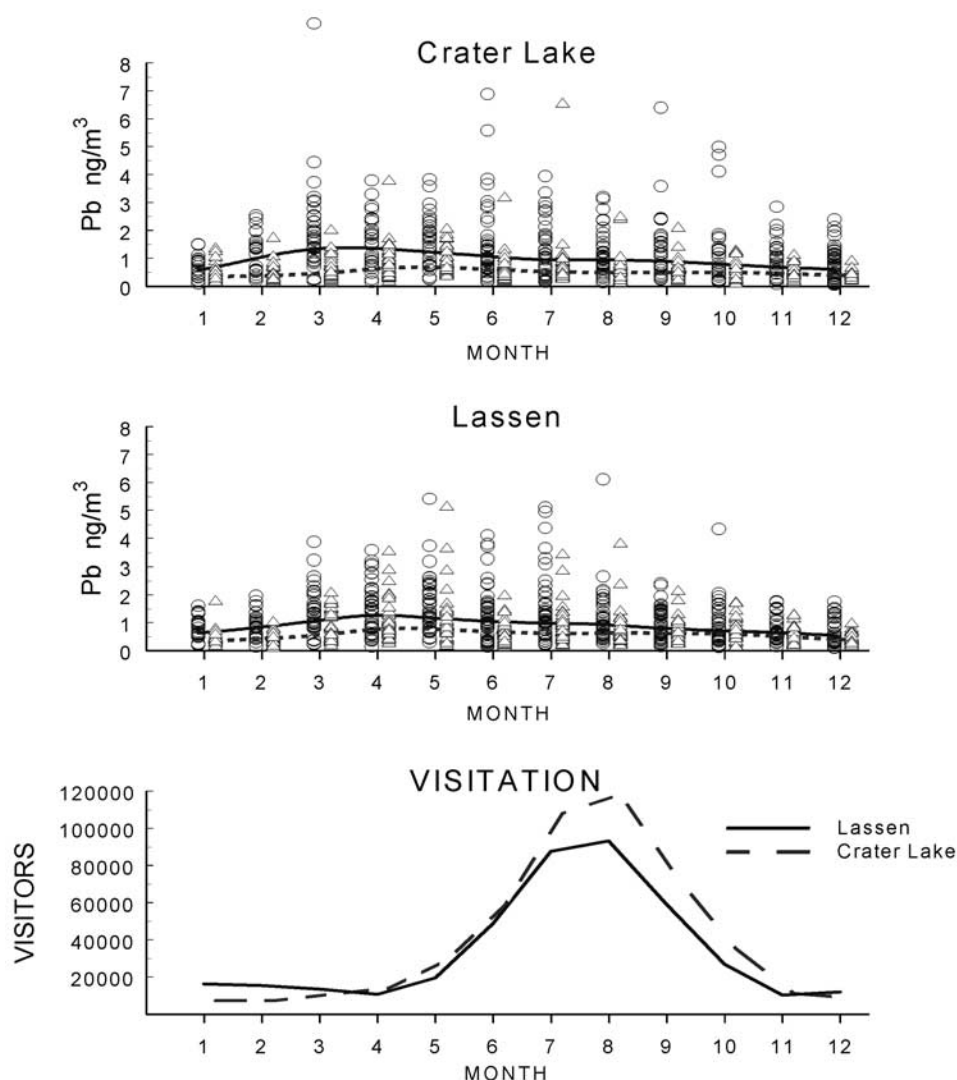 Crater Lake
Pb ng/m³
8
7
6
5
4
3
2
1
0
1 2 3 4 5 6 7 8 9 10 11 12
MONTH
Lassen
Pb ng/m³
8
7
6
5
4
3
2
1
0
1 2 3 4 5 6 7 8 9 10 11 12
MONTH
VISITATION
VISITORS
120000
100000
80000
60000
40000
20000
Lassen
Crater Lake
1 2 3 4 5 6 7 8 9 10 11 12
MONTH